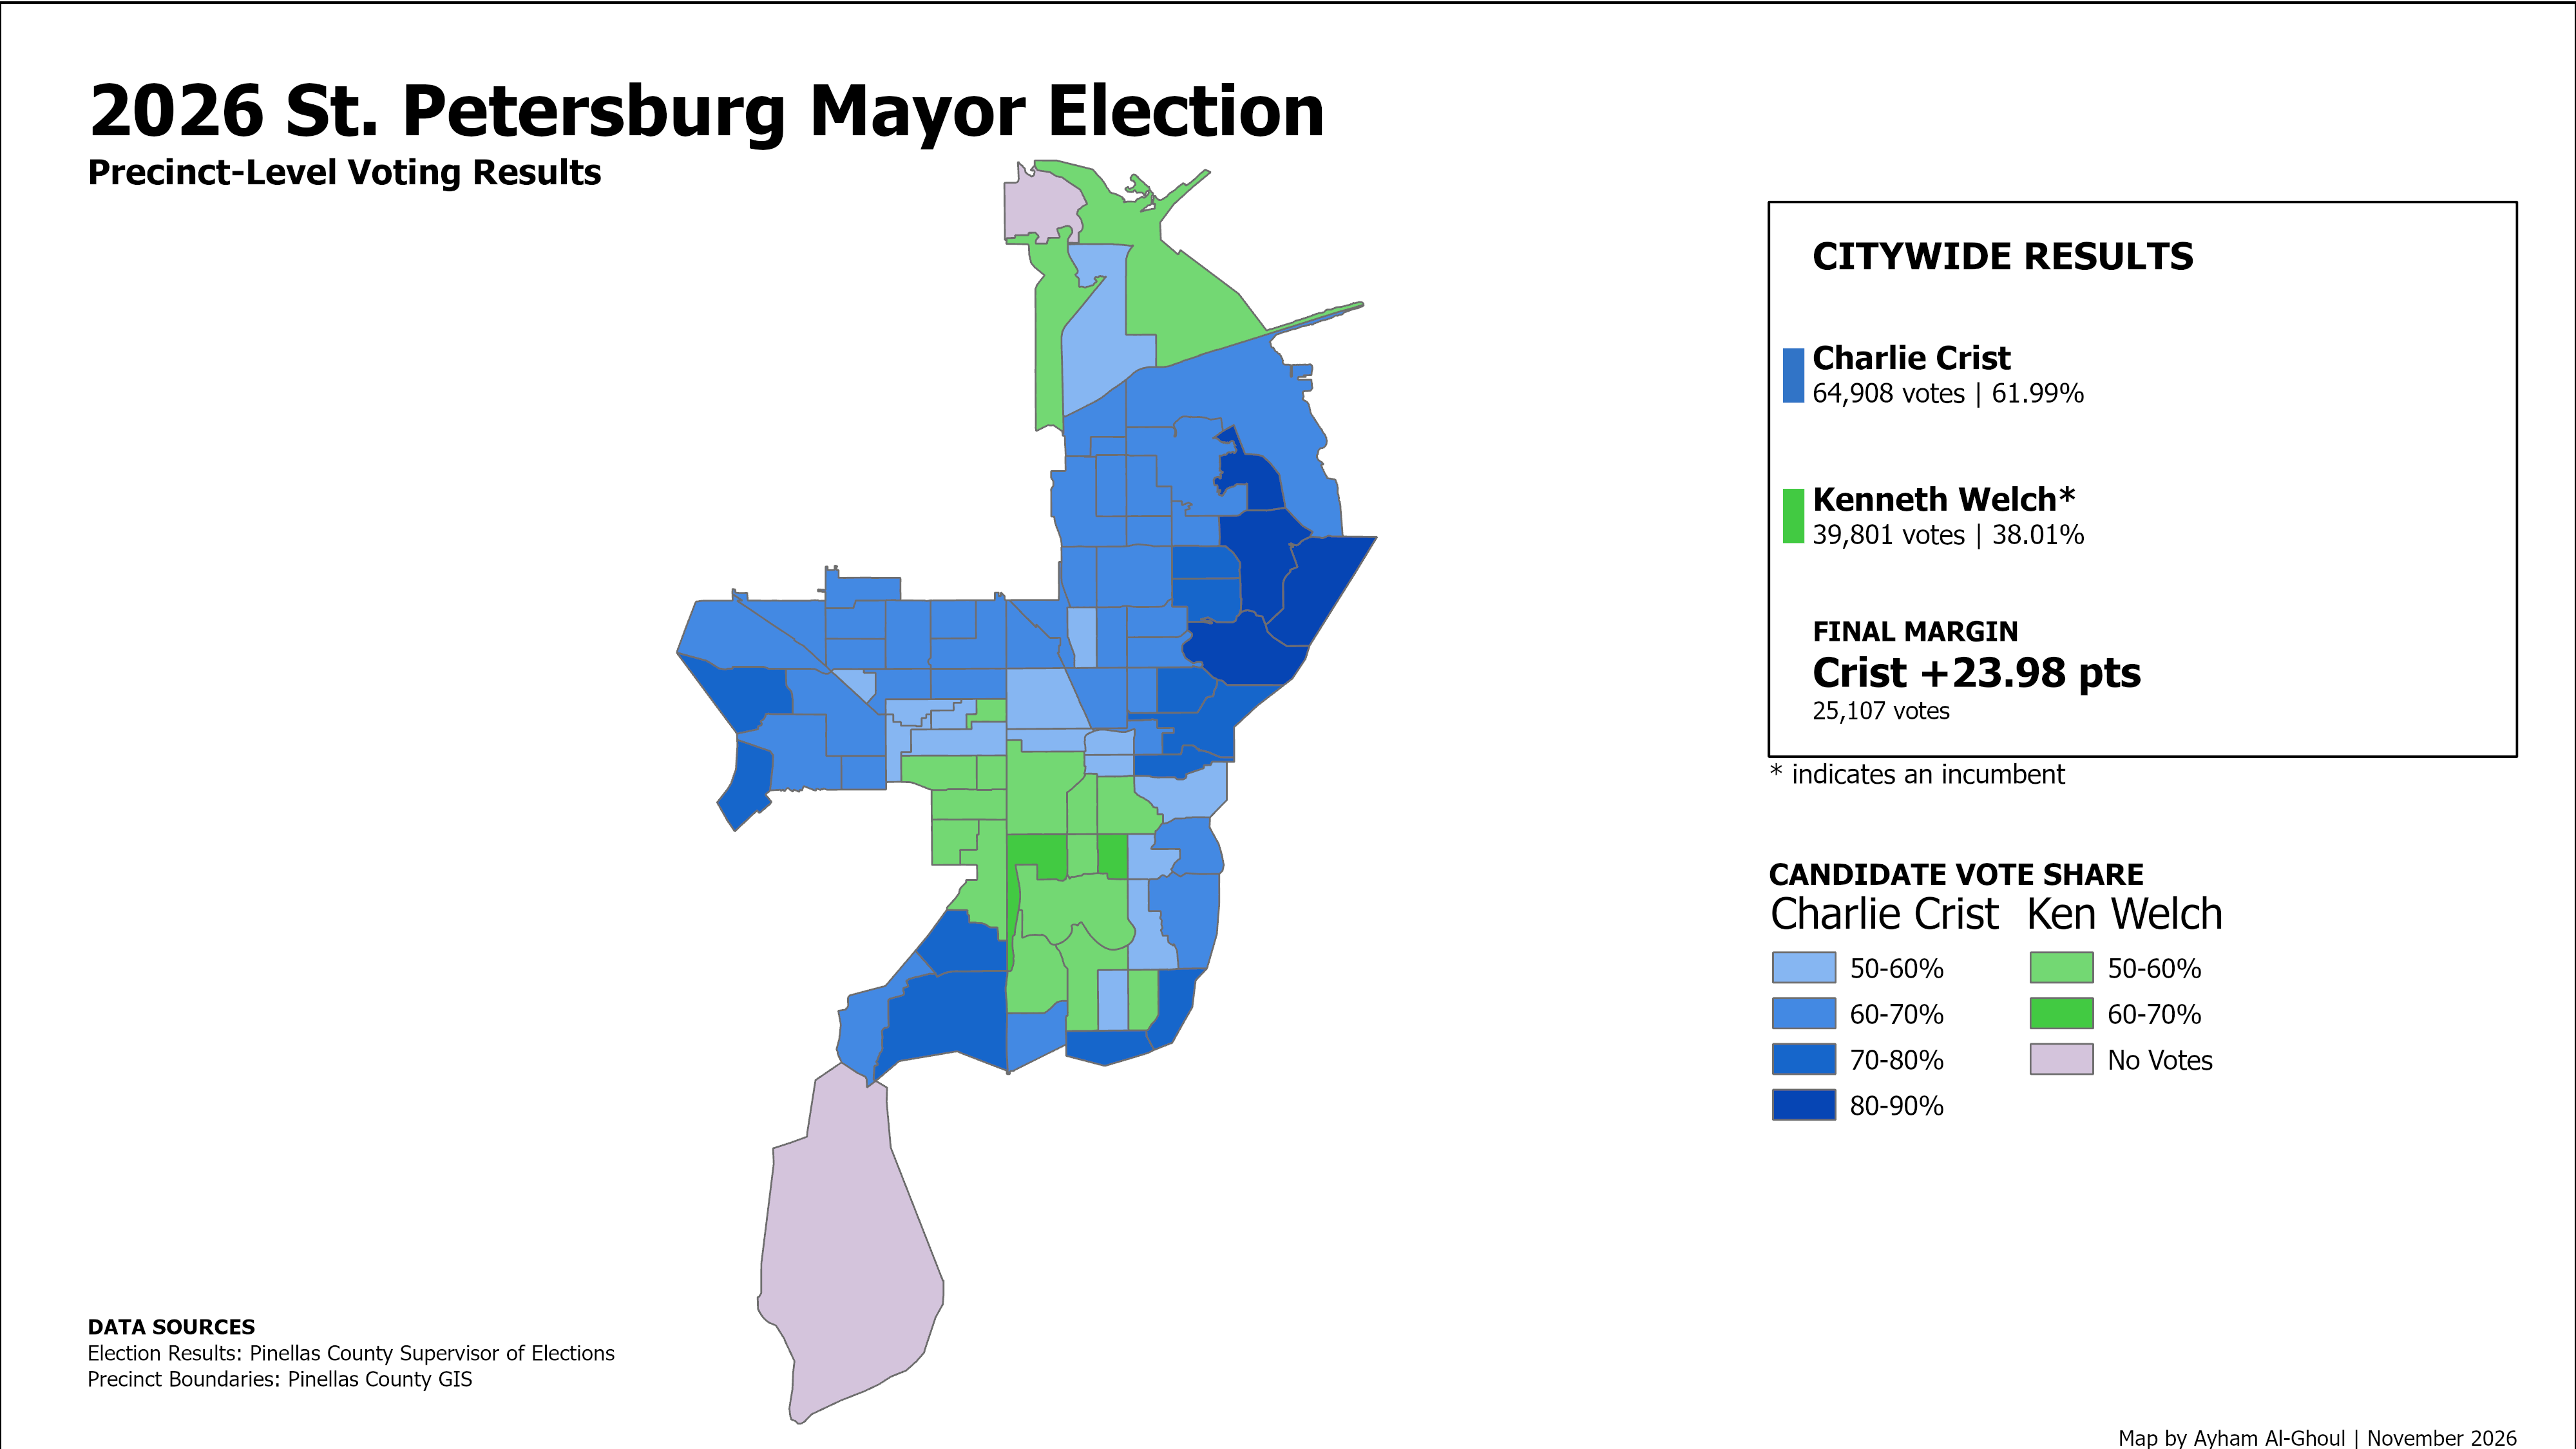 2026 St. Petersburg Mayor Election
Precinct-Level Voting Results
CITYWIDE RESULTS
Charlie Crist
64,908 votes | 61.99%
Kenneth Welch*
39,801 votes | 38.01%
FINAL MARGIN
Crist +23.98 pts
25,107 votes
* indicates an incumbent
CANDIDATE VOTE SHARE
Charlie Crist Ken Welch
50-60% 50-60%
60-70% 60-70%
70-80% No Votes
80-90%
DATA SOURCES
Election Results: Pinellas County Supervisor of Elections
Precinct Boundaries: Pinellas County GIS
Map by Ayham Al-Ghoul | November 2026